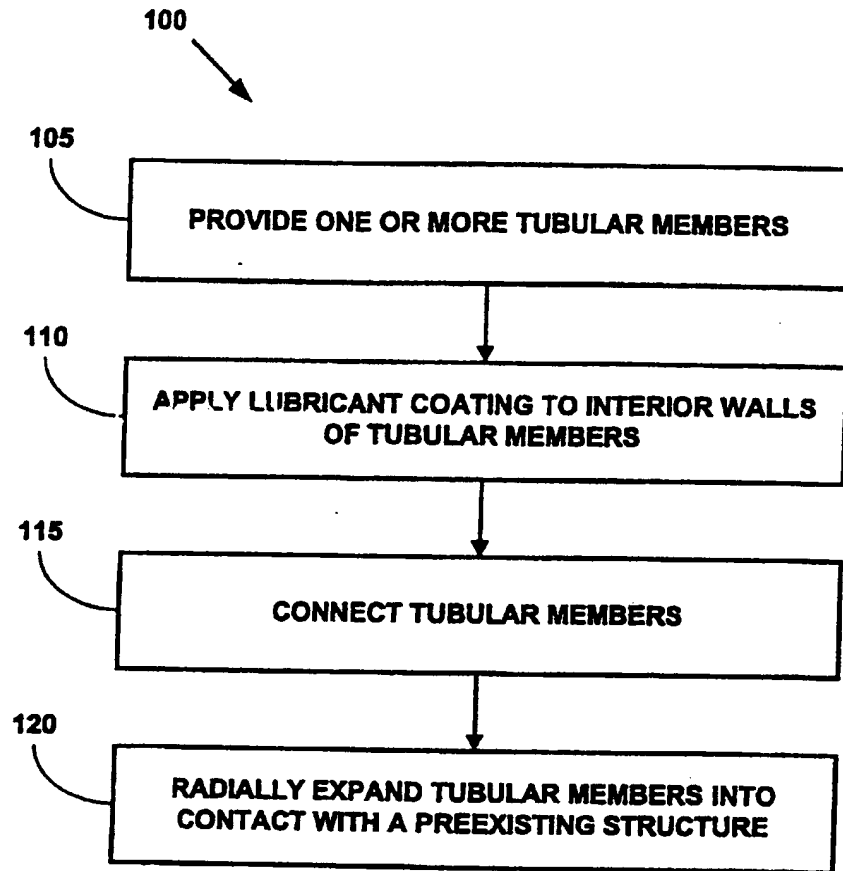 100
105
PROVIDE ONE OR MORE TUBULAR MEMBERS
110
APPLY LUBRICANT COATING TO INTERIOR WALLS
OF TUBULAR MEMBERS
115
CONNECT TUBULAR MEMBERS
120
RADIALLY EXPAND TUBULAR MEMBERS INTO
CONTACT WITH A PREEXISTING STRUCTURE